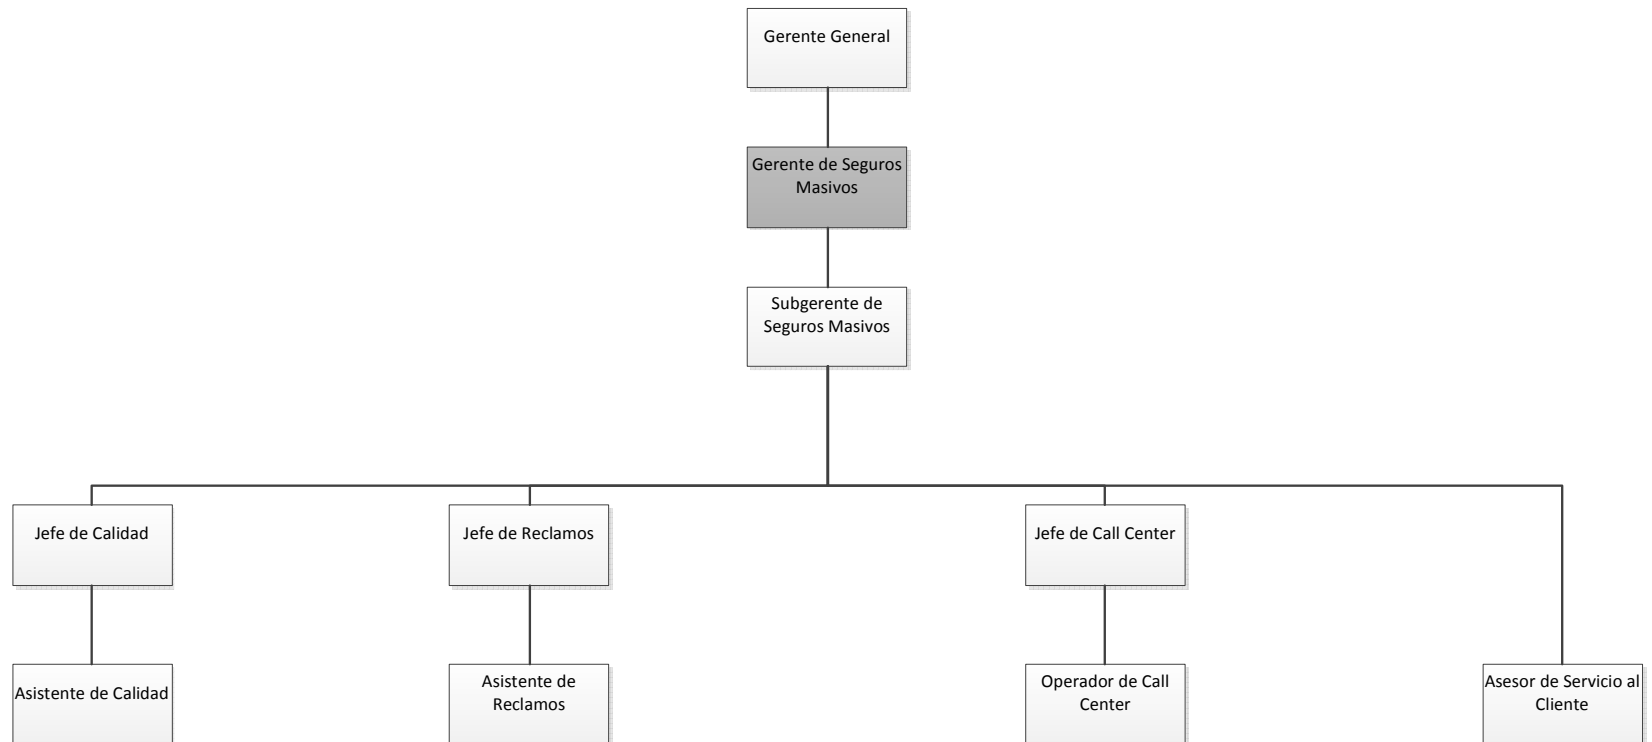 Gerente General
Gerente de Seguros
Masivos
Subgerente de
Seguros Masivos
Jefe de Calidad
Jefe de Reclamos
Jefe de Call Center
Asistente de Calidad
Asistente de
Reclamos
Operador de Call
Center
Asesor de Servicio al
Cliente